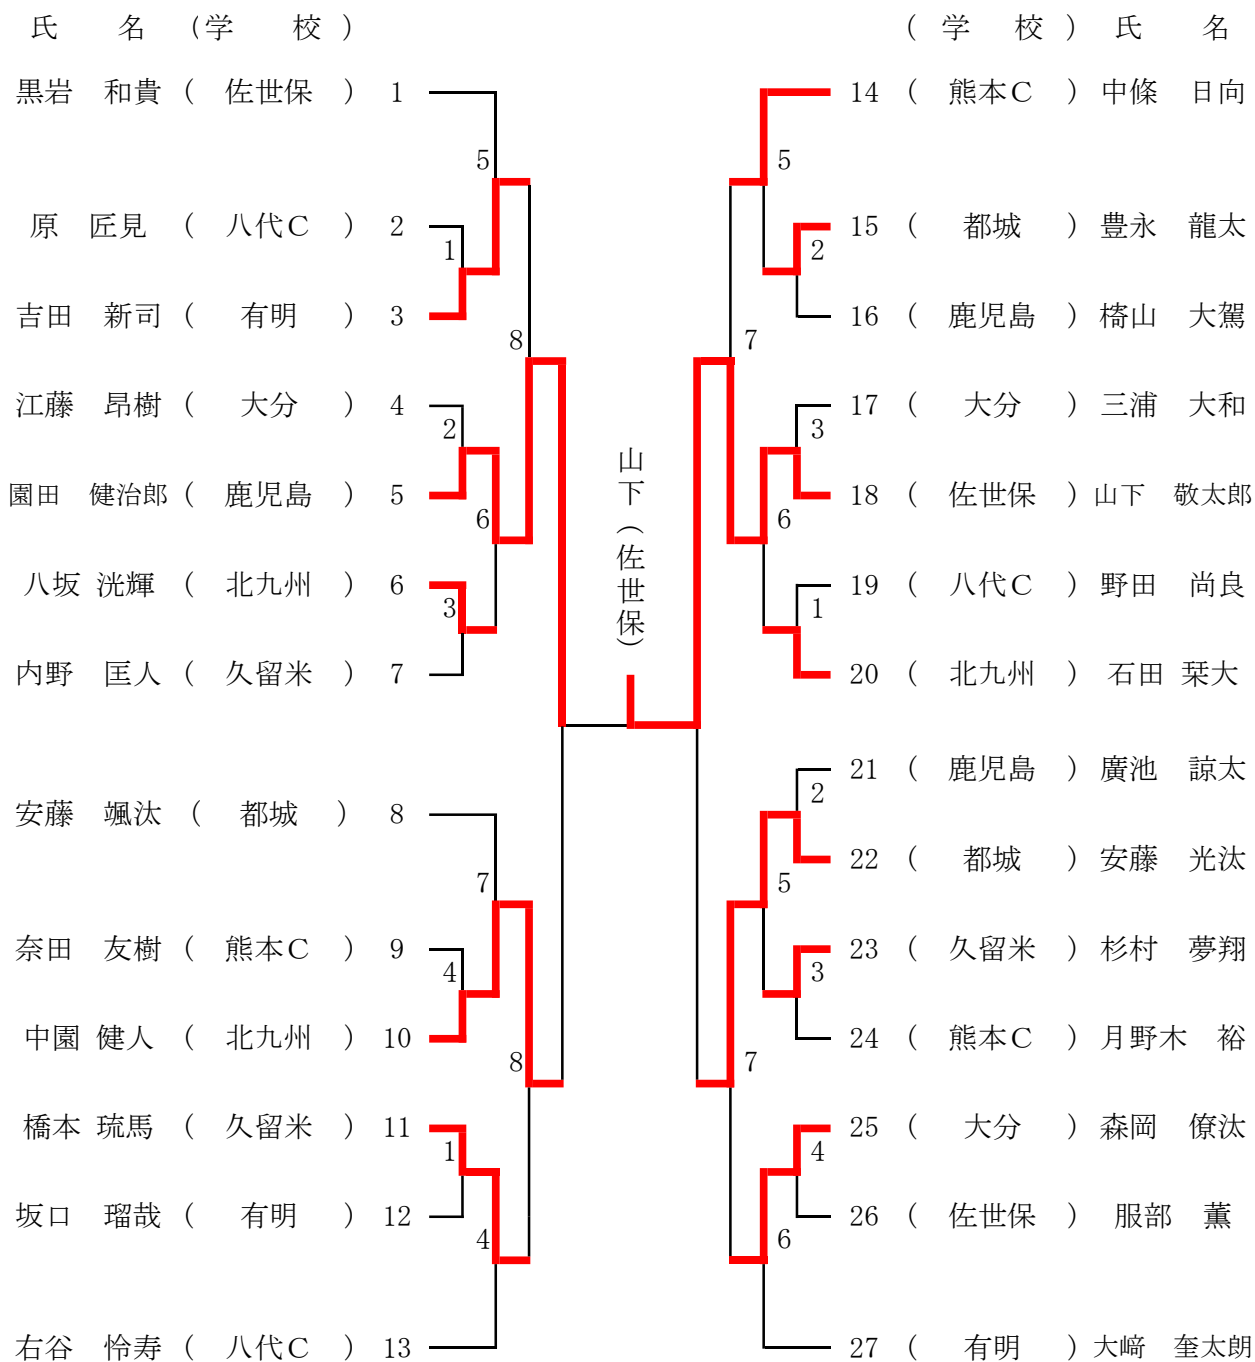 氏 名 (学 校)
黒岩 和貴 ( 佐世保 ) 1
5
原 匠見 ( 八代C ) 2
1
吉田 新司 ( 有明 ) 3
8
江藤 昂樹 ( 大分 ) 4
2
園田 健治郎 ( 鹿児島 ) 5
6
八坂 洸輝 ( 北九州 ) 6
3
内野 匡人 ( 久留米 ) 7
安藤 颯汰 ( 都城 ) 8
7
奈田 友樹 ( 熊本C ) 9
4
中園 健人 ( 北九州 ) 10
8
橋本 琉馬 ( 久留米 ) 11
1
坂口 瑠哉 ( 有明 ) 12
4
右谷 怜寿 ( 八代C ) 13
山下(佐世保)
( 学 校 ) 氏 名
14 ( 熊本C ) 中條 日向
5
15 ( 都城 ) 豊永 龍太
2
16 ( 鹿児島 ) 樯山 大駕
7
17 ( 大分 ) 三浦 大和
3
18 ( 佐世保 ) 山下 敬太郎
6
19 ( 八代C ) 野田 尚良
1
20 ( 北九州 ) 石田 栞大
21 ( 鹿児島 ) 廣池 諒太
2
22 ( 都城 ) 安藤 光汰
5
23 ( 久留米 ) 杉村 夢翔
3
24 ( 熊本C ) 月野木 裕
7
25 ( 大分 ) 森岡 僚汰
4
26 ( 佐世保 ) 服部 薫
6
27 ( 有明 ) 大﨑 奎太朗